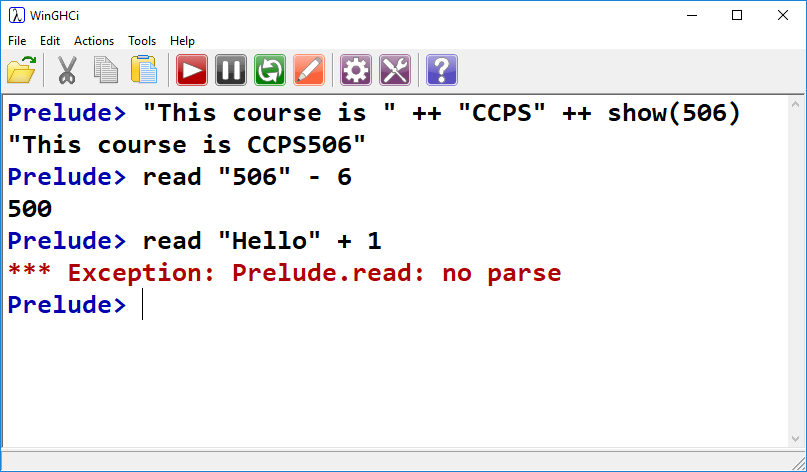 WinGHCi
File Edit Actions Tools Help
Prelude> "This course is " ++ "CCPS" ++ show(506)
"This course is CCPS506"
Prelude> read "506" - 6
500
Prelude> read "Hello" + 1
*** Exception: Prelude.read: no parse
Prelude>